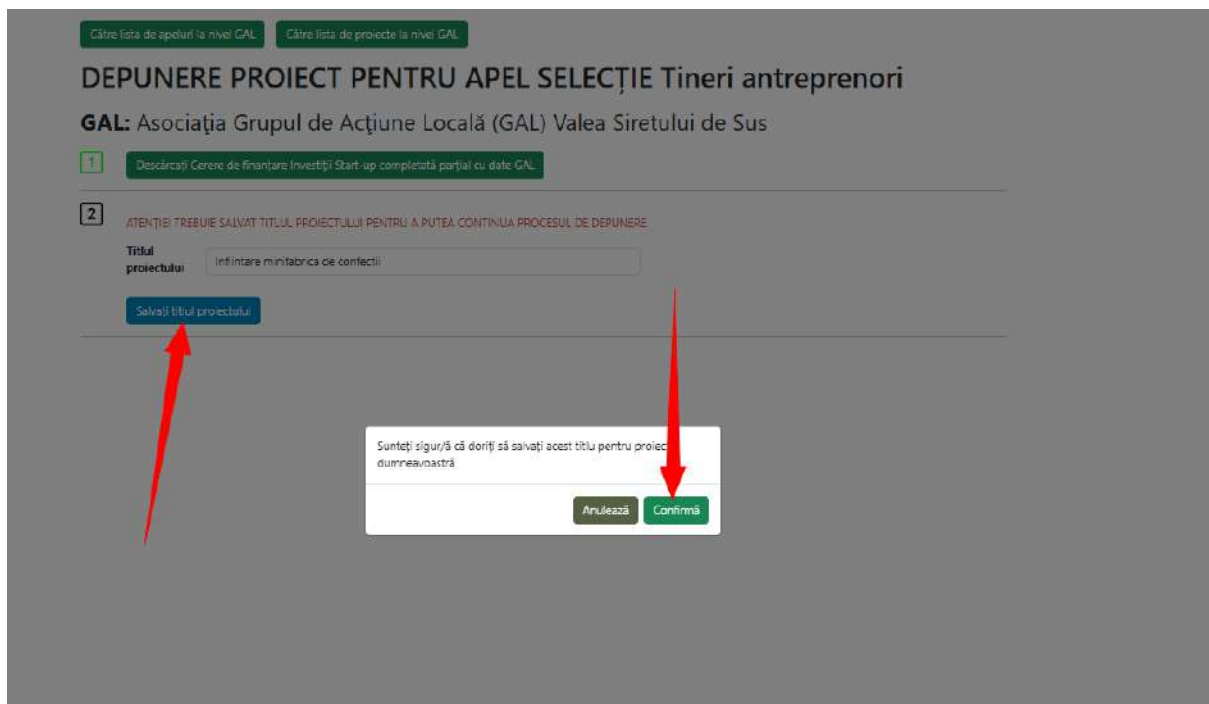 Către lista de apeluri la nivel GAL Către lista de proiecte la nivel GAL
DEPUNERE PROIECT PENTRU APEL SELECȚIE Tineri antreprenori
GAL: Asociația Grupul de Acțiune Locală (GAL) Valea Siretului de Sus
1 Descărcați Cerere de finanțare Investiții Start-up completată parțial cu date GAL
2 ATENȚIE! TREBUIE SALVAT TITLUL PROIECTULUI PENTRU A PUTEA CONTINUA PROCESUL DE DEPUNERE
Titlul
proiectului Infiintare minifabrica de confectii
Salvați titlul proiectului
Sunteți sigur/ă că doriți să salvați acest titlu pentru proiec
dumneavoastră
Anulează Confirmă